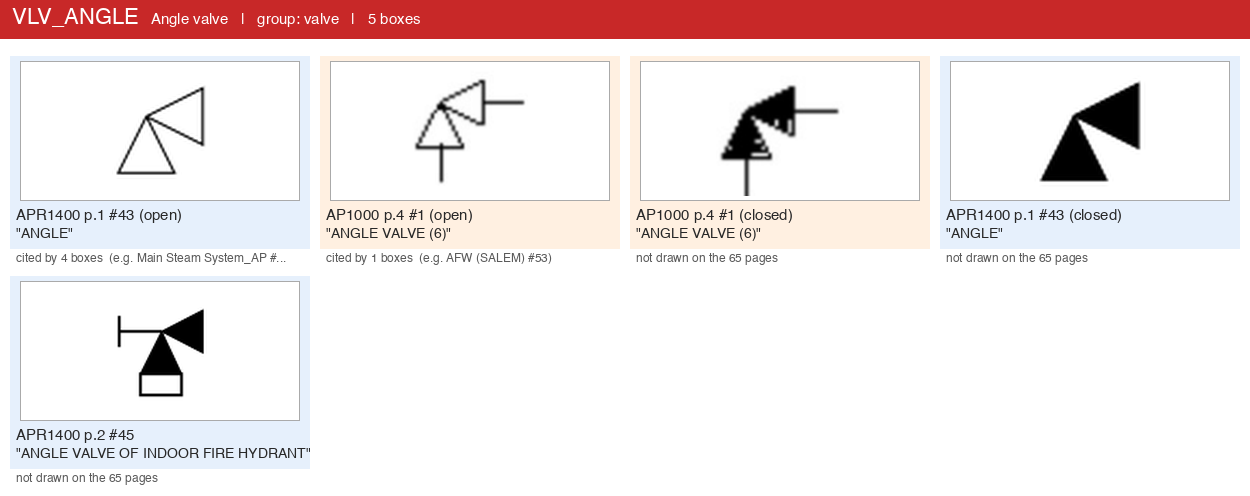 VLV_ANGLE Angle valve | group: valve | 5 boxes
APR1400 p.1 #43 (open)
"ANGLE"
cited by 4 boxes (e.g. Main Steam System_AP #...
AP1000 p.4 #1 (open)
"ANGLE VALVE (6)"
cited by 1 boxes (e.g. AFW (SALEM) #53)
AP1000 p.4 #1 (closed)
"ANGLE VALVE (6)"
not drawn on the 65 pages
APR1400 p.1 #43 (closed)
"ANGLE"
not drawn on the 65 pages
APR1400 p.2 #45
"ANGLE VALVE OF INDOOR FIRE HYDRANT"
not drawn on the 65 pages